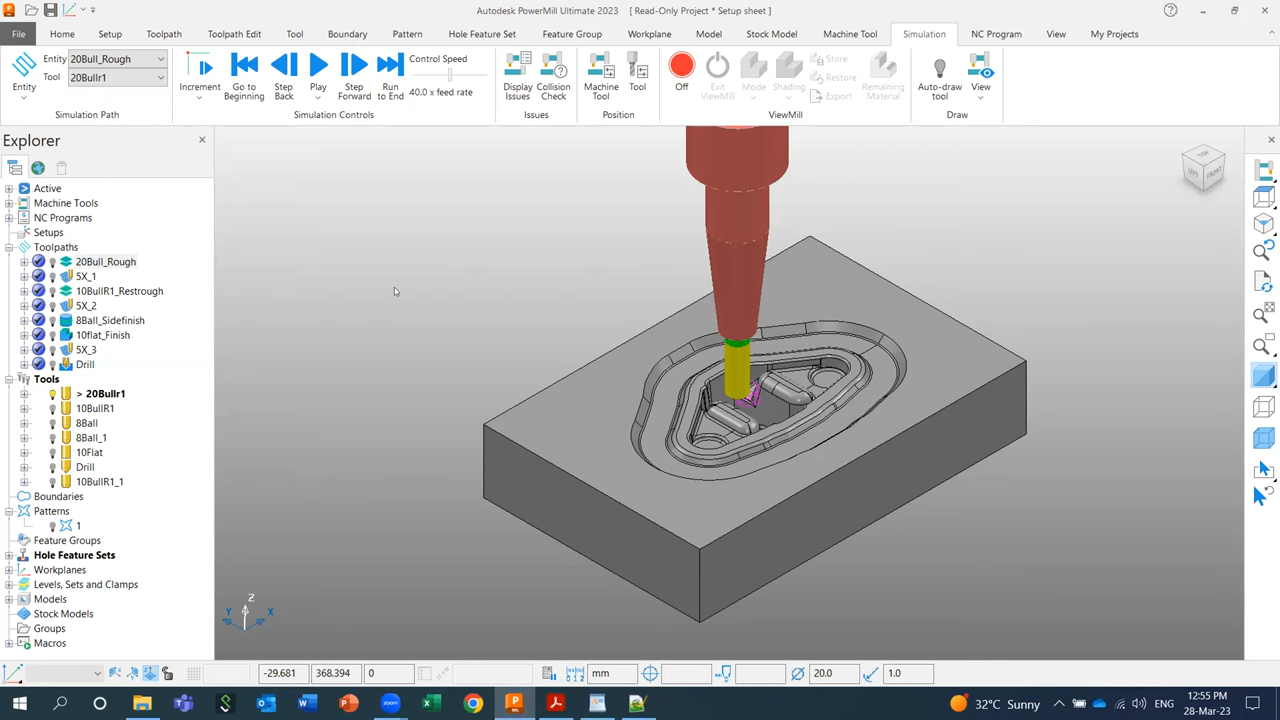 Autodesk PowerMill Ultimate 2023 [ Read-Only Project * Setup sheet ]
File Home Setup Toolpath Toolpath Edit Tool Boundary Pattern Hole Feature Set Feature Group Workplane Model Stock Model Machine Tool Simulation NC Program View My Projects
Entity
Entity 20Bull_Rough
Tool 20Bullr1
Simulation Path
Increment
Go to Beginning
Step Back
Play
Step Forward
Run to End
Control Speed
40.0 x feed rate
Simulation Controls
Display Issues
Collision Check
Issues
Machine Tool
Tool
Position
Off
Exit ViewMill
Mode
Shading
Store
Restore
Export
Remaining Material
ViewMill
Auto-draw tool
View
Draw
Explorer
Active
Machine Tools
NC Programs
Setups
Toolpaths
20Bull_Rough
5X_1
10BullR1_Restrough
5X_2
8Ball_Sidefinish
10flat_Finish
5X_3
Drill
Tools
> 20Bullr1
10BullR1
8Ball
8Ball_1
10Flat
Drill
10BullR1_1
Boundaries
Patterns
1
Feature Groups
Hole Feature Sets
Workplanes
Levels, Sets and Clamps
Models
Stock Models
Groups
Macros
TOP
LEFT
FRONT
Z
Y
X
-29.681 368.394 0 mm 20.0 1.0
32°C Sunny
ENG
12:55 PM
28-Mar-23